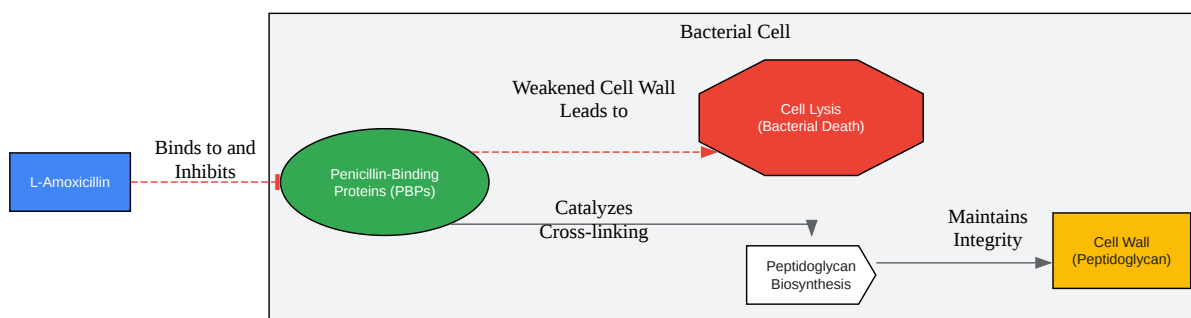 Bacterial Cell
L-Amoxicillin
Binds to and
Inhibits
Penicillin-Binding
Proteins (PBPs)
Weakened Cell Wall
Leads to
Cell Lysis
(Bacterial Death)
Catalyzes
Cross-linking
Peptidoglycan
Biosynthesis
Maintains
Integrity
Cell Wall
(Peptidoglycan)